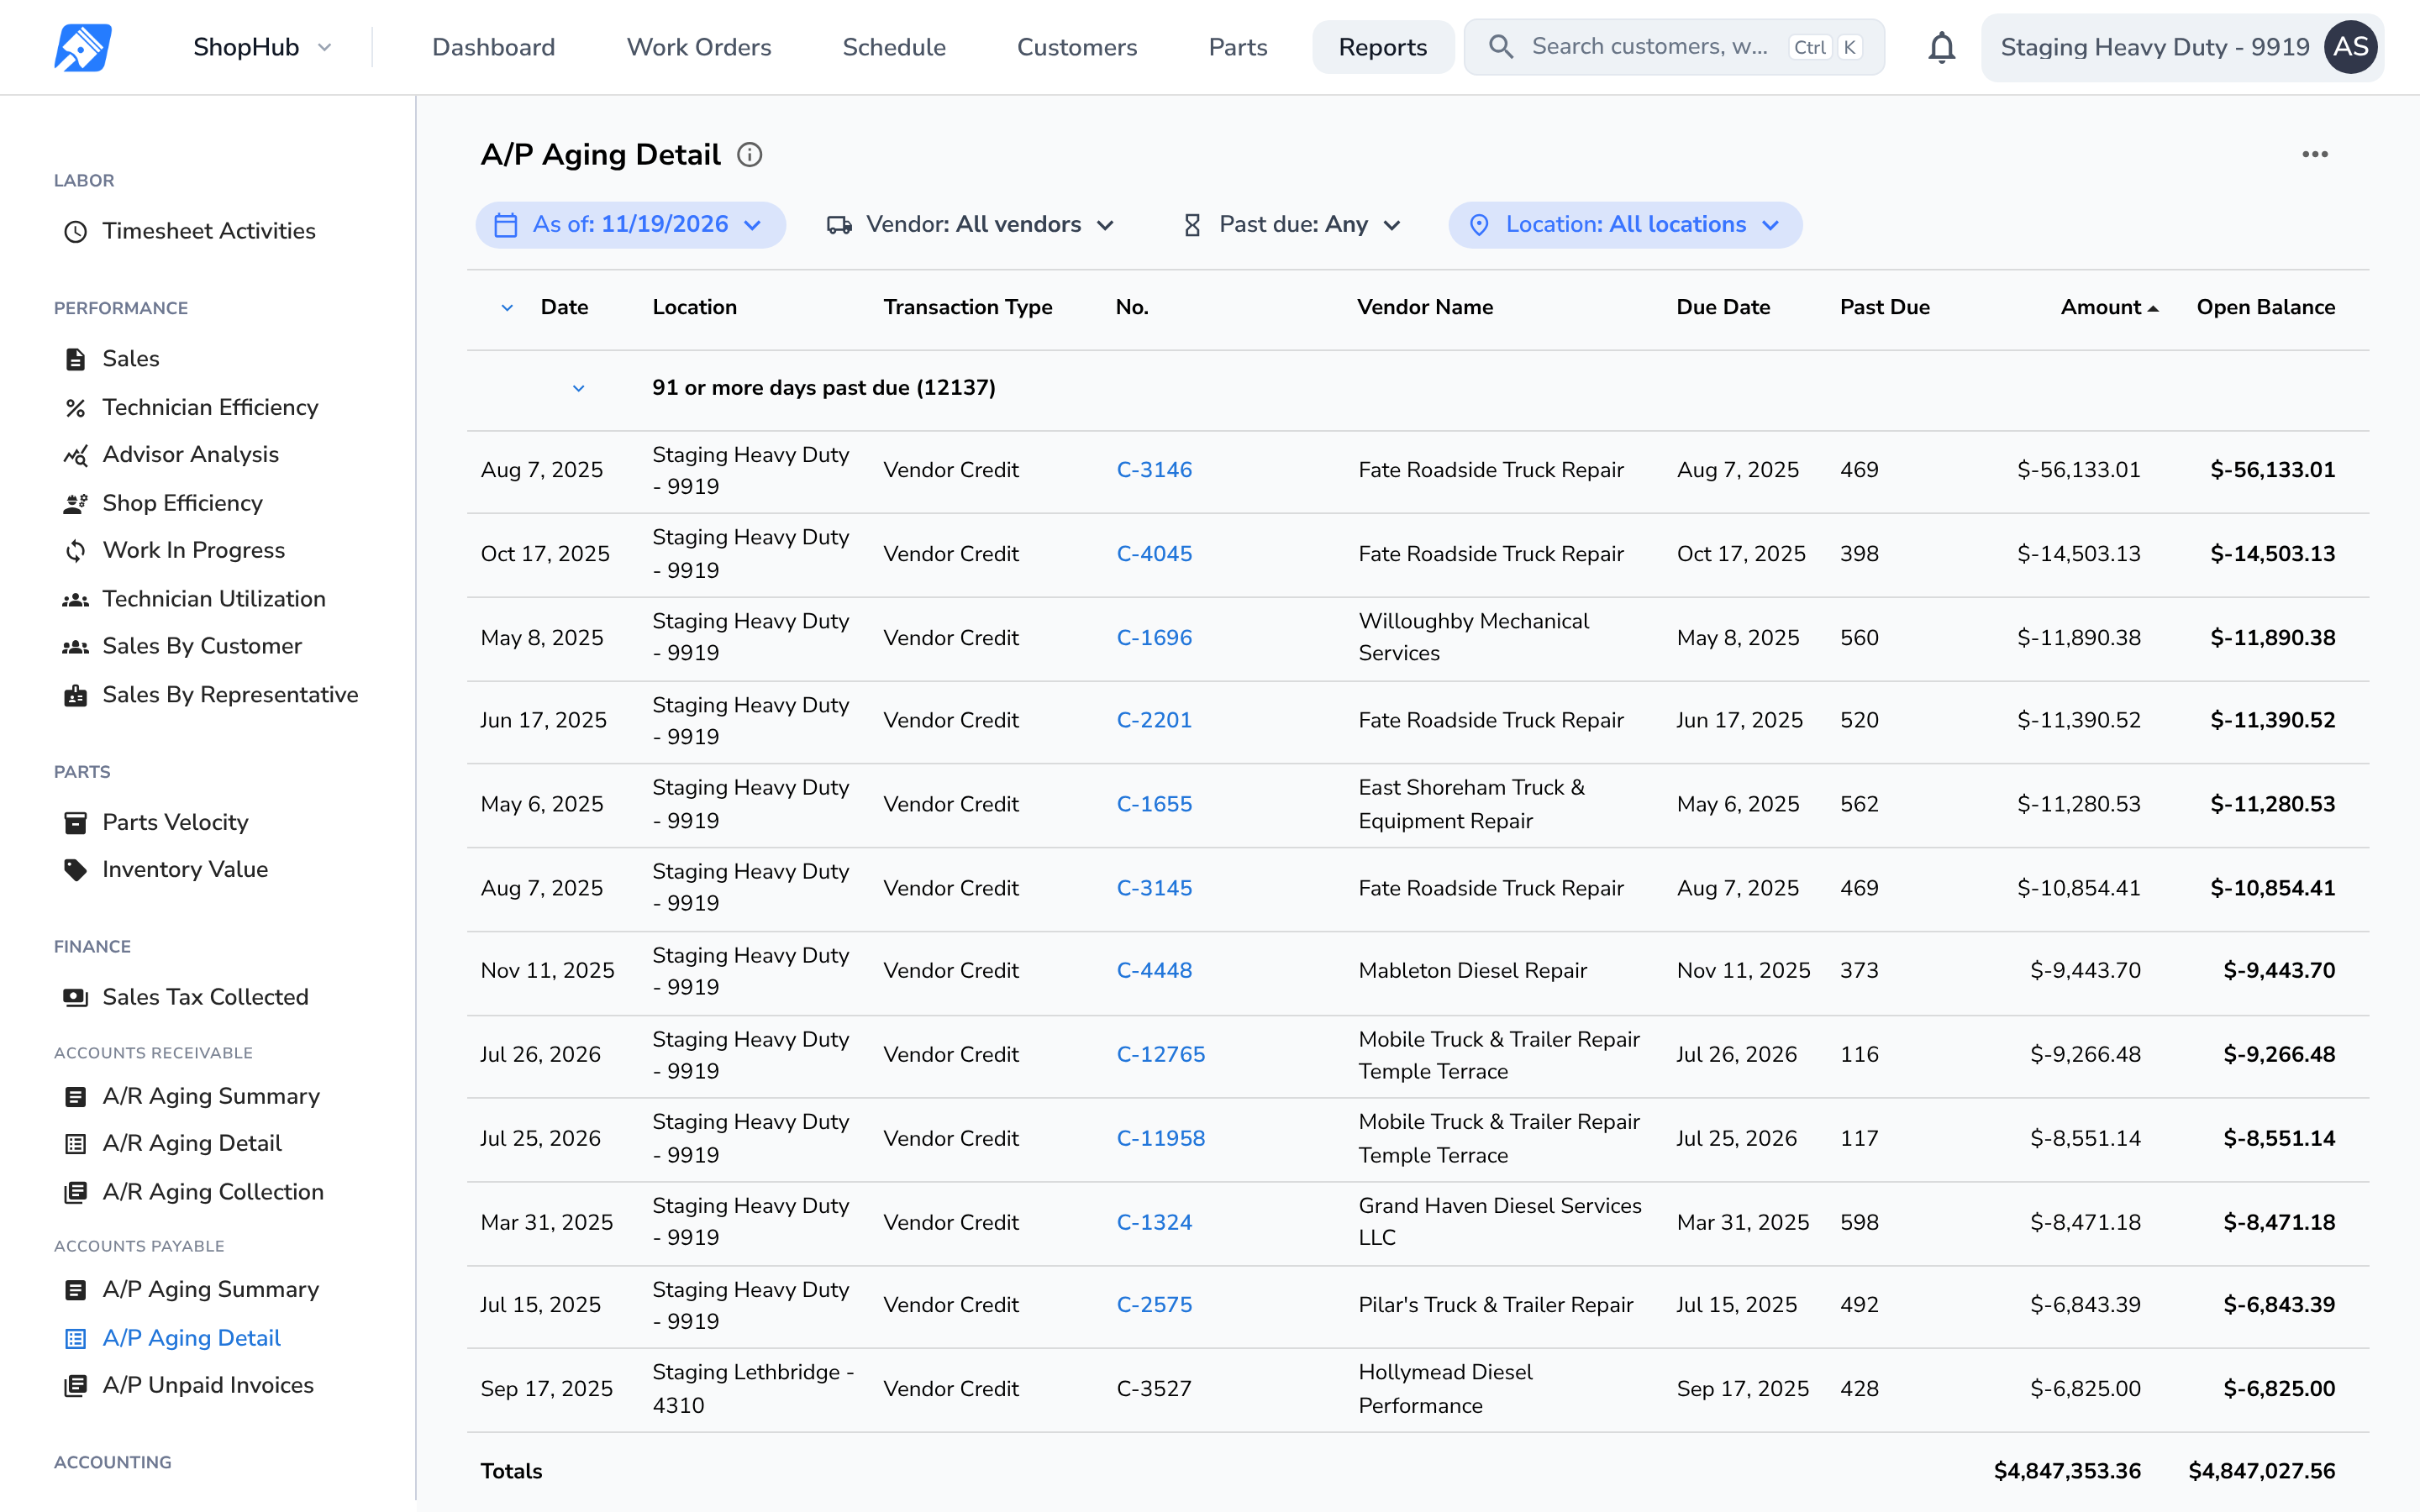 ShopHub
Dashboard
Work Orders
Schedule
Customers
Parts
Reports
Search customers, w... Ctrl K
Staging Heavy Duty - 9919 AS
LABOR
Timesheet Activities
PERFORMANCE
Sales
Technician Efficiency
Advisor Analysis
Shop Efficiency
Work In Progress
Technician Utilization
Sales By Customer
Sales By Representative
PARTS
Parts Velocity
Inventory Value
FINANCE
Sales Tax Collected
ACCOUNTS RECEIVABLE
A/R Aging Summary
A/R Aging Detail
A/R Aging Collection
ACCOUNTS PAYABLE
A/P Aging Summary
A/P Aging Detail
A/P Unpaid Invoices
ACCOUNTING
A/P Aging Detail
As of: 11/19/2026 Vendor: All vendors Past due: Any Location: All locations
Date Location Transaction Type No. Vendor Name Due Date Past Due Amount Open Balance
91 or more days past due (12137)
Aug 7, 2025 Staging Heavy Duty - 9919 Vendor Credit C-3146 Fate Roadside Truck Repair Aug 7, 2025 469 $-56,133.01 $-56,133.01
Oct 17, 2025 Staging Heavy Duty - 9919 Vendor Credit C-4045 Fate Roadside Truck Repair Oct 17, 2025 398 $-14,503.13 $-14,503.13
May 8, 2025 Staging Heavy Duty - 9919 Vendor Credit C-1696 Willoughby Mechanical Services May 8, 2025 560 $-11,890.38 $-11,890.38
Jun 17, 2025 Staging Heavy Duty - 9919 Vendor Credit C-2201 Fate Roadside Truck Repair Jun 17, 2025 520 $-11,390.52 $-11,390.52
May 6, 2025 Staging Heavy Duty - 9919 Vendor Credit C-1655 East Shoreham Truck & Equipment Repair May 6, 2025 562 $-11,280.53 $-11,280.53
Aug 7, 2025 Staging Heavy Duty - 9919 Vendor Credit C-3145 Fate Roadside Truck Repair Aug 7, 2025 469 $-10,854.41 $-10,854.41
Nov 11, 2025 Staging Heavy Duty - 9919 Vendor Credit C-4448 Mableton Diesel Repair Nov 11, 2025 373 $-9,443.70 $-9,443.70
Jul 26, 2026 Staging Heavy Duty - 9919 Vendor Credit C-12765 Mobile Truck & Trailer Repair Temple Terrace Jul 26, 2026 116 $-9,266.48 $-9,266.48
Jul 25, 2026 Staging Heavy Duty - 9919 Vendor Credit C-11958 Mobile Truck & Trailer Repair Temple Terrace Jul 25, 2026 117 $-8,551.14 $-8,551.14
Mar 31, 2025 Staging Heavy Duty - 9919 Vendor Credit C-1324 Grand Haven Diesel Services LLC Mar 31, 2025 598 $-8,471.18 $-8,471.18
Jul 15, 2025 Staging Heavy Duty - 9919 Vendor Credit C-2575 Pilar's Truck & Trailer Repair Jul 15, 2025 492 $-6,843.39 $-6,843.39
Sep 17, 2025 Staging Lethbridge - 4310 Vendor Credit C-3527 Hollymead Diesel Performance Sep 17, 2025 428 $-6,825.00 $-6,825.00
Totals $4,847,353.36 $4,847,027.56